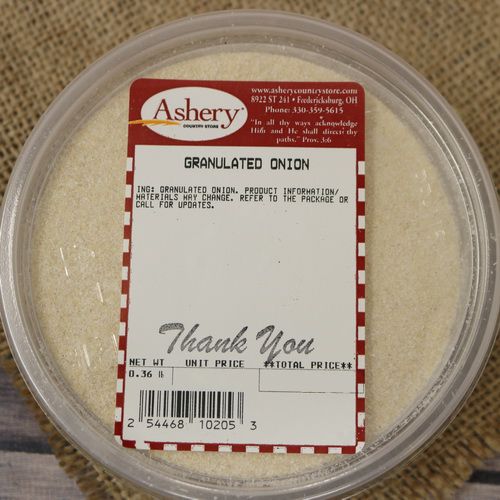 Ashery
COUNTRY STORE
www.asherycountrystore.com
8922 ST 241 • Fredericksburg, OH
Phone: 330-359-5615
"In all thy ways acknowledge
Him and He shall direct thy
paths." Prov. 3:6
GRANULATED ONION
ING: GRANULATED ONION. PRODUCT INFORMATION/
MATERIALS MAY CHANGE. REFER TO THE PACKAGE OR
CALL FOR UPDATES.
Thank You
NET WT UNIT PRICE **TOTAL PRICE**
0.36 lb
2 54468 10205 3